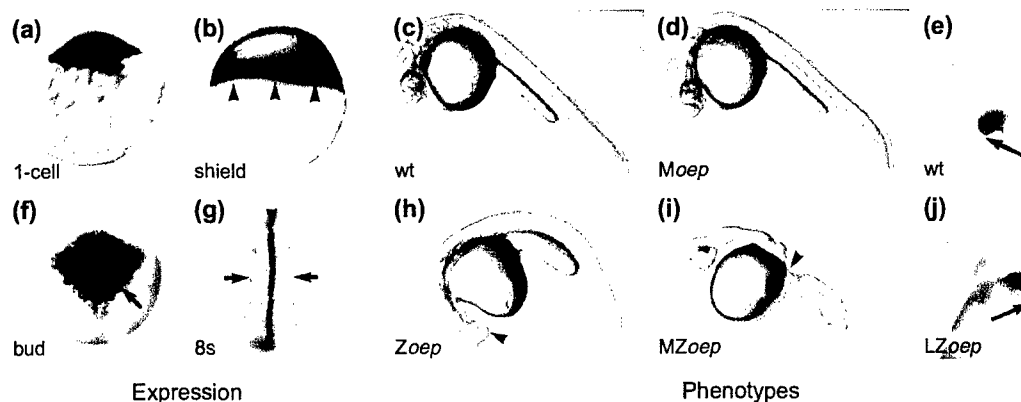 (a) (b) (c) (d) (e)
1-cell shield wt Moep wt
(f) (g) (h) (i) (j)
bud 8s Zoep MZoep LZoep
Expression Phenotypes